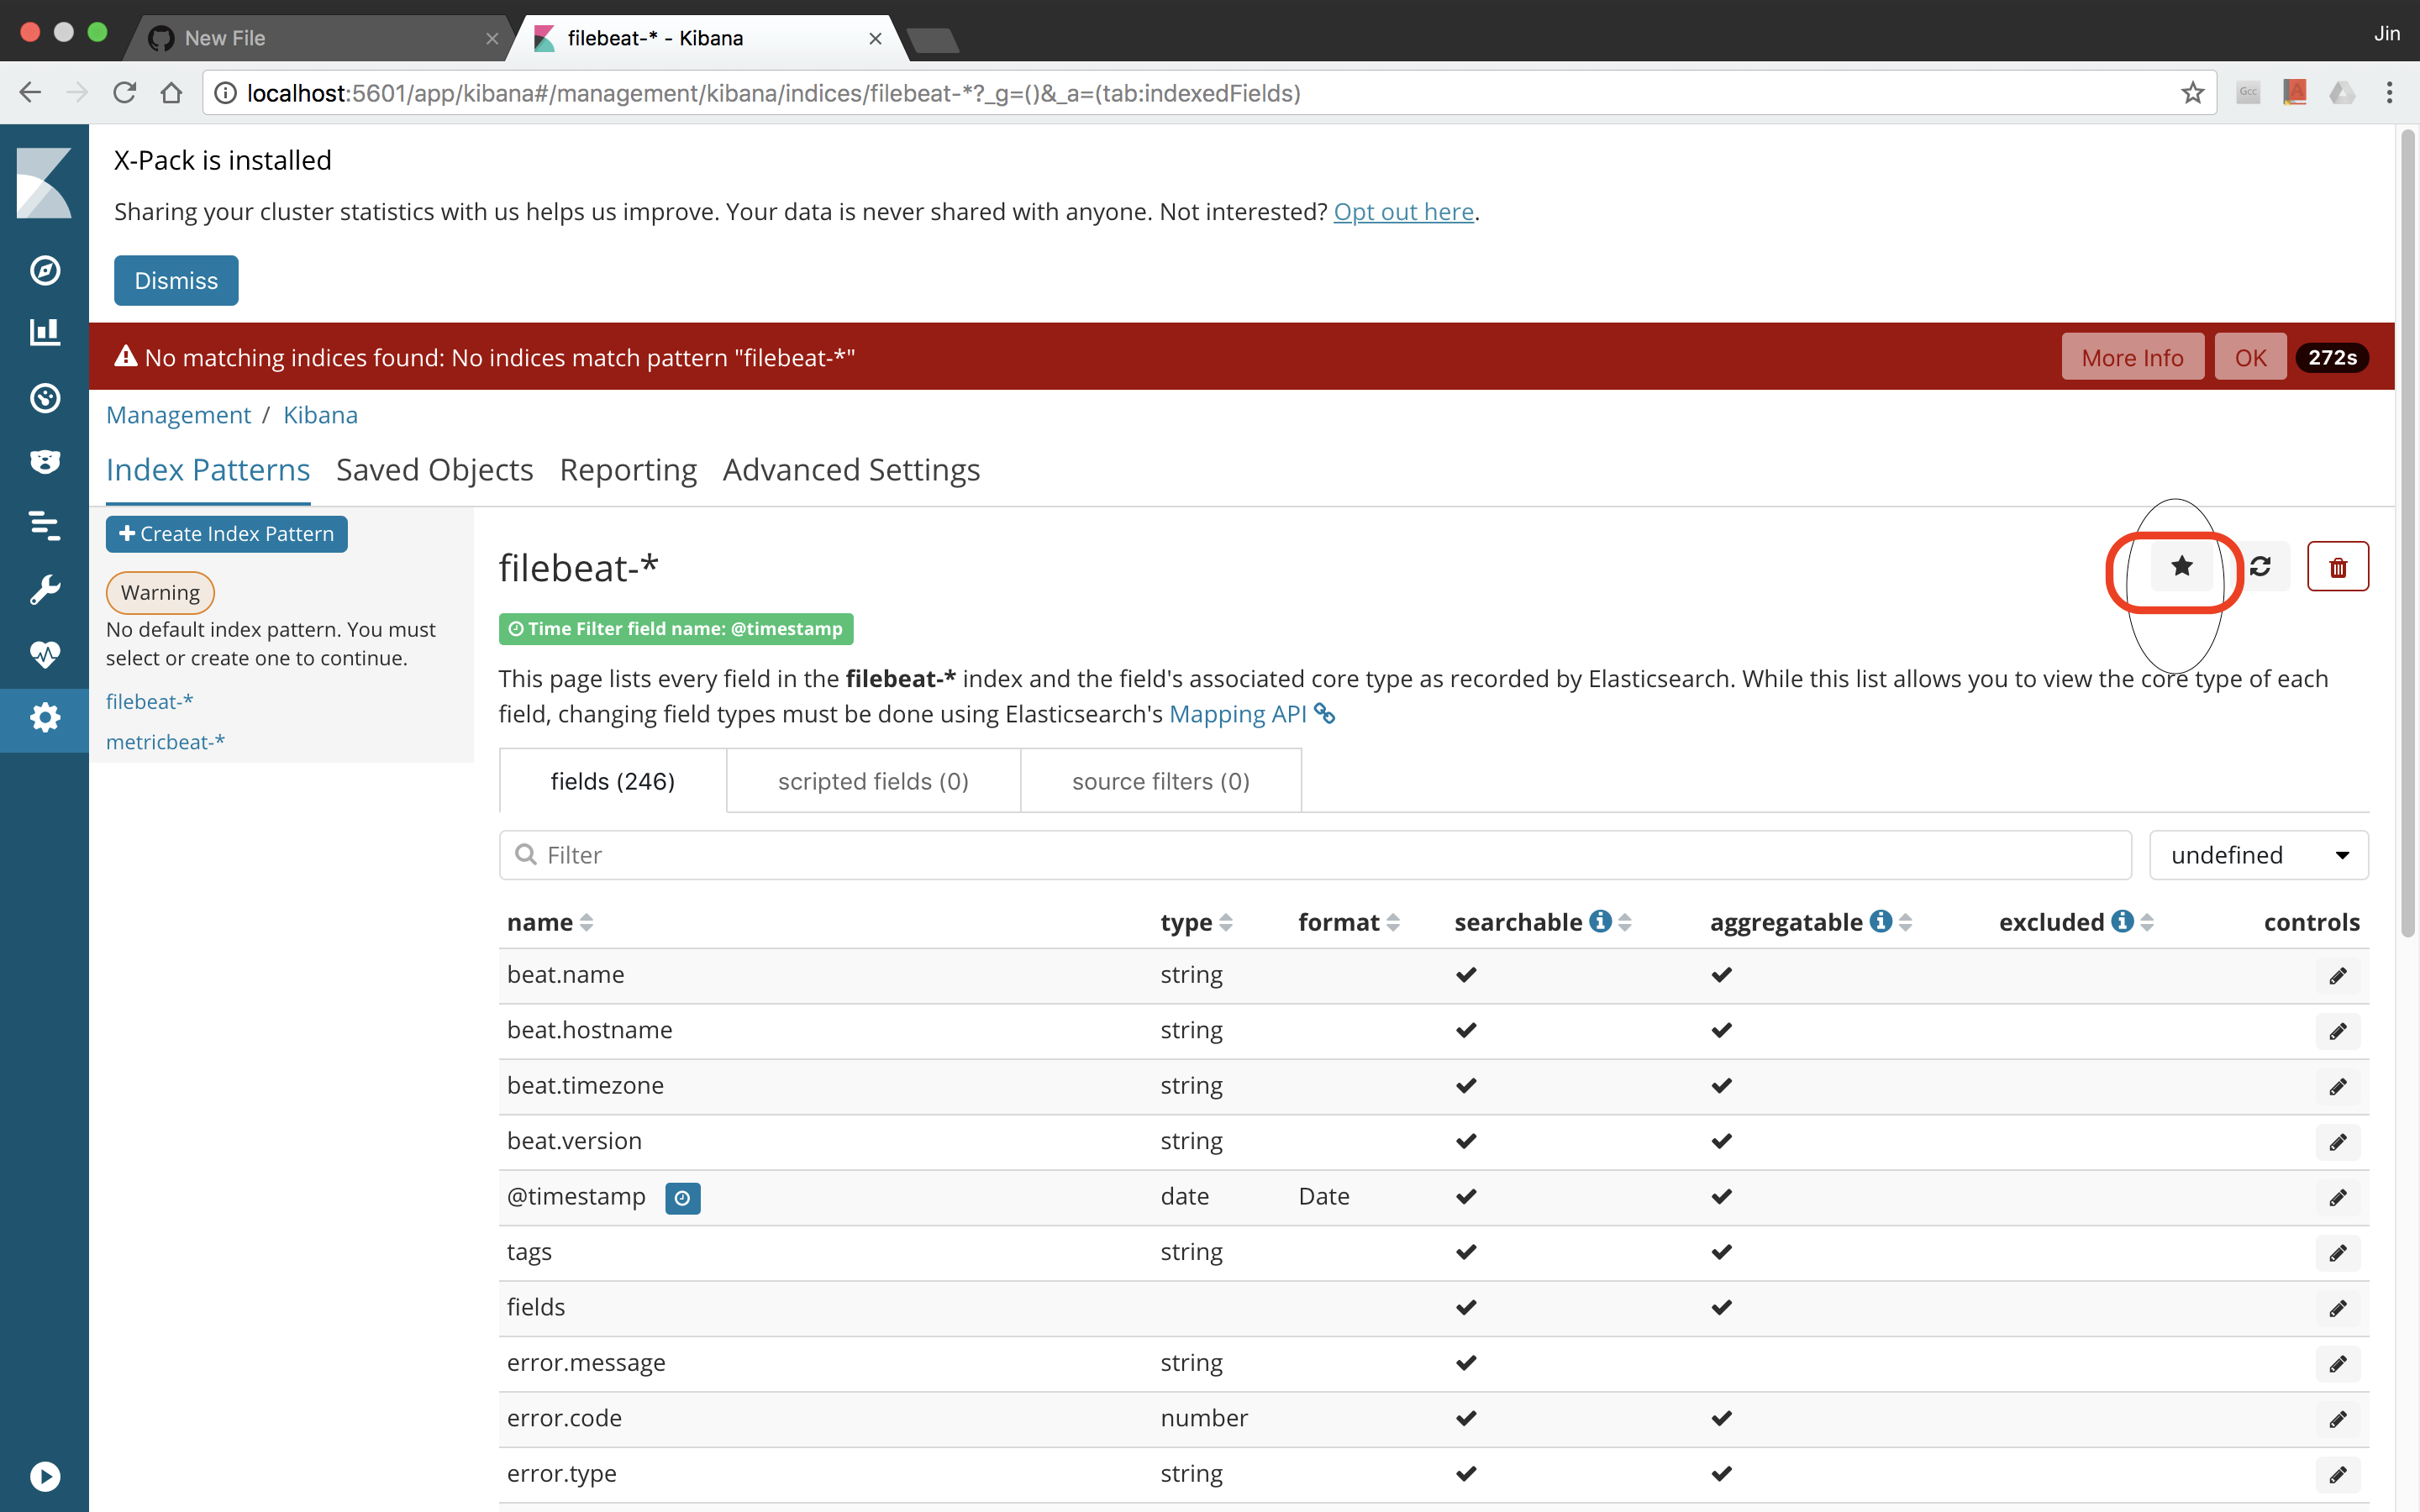 New File
filebeat-* - Kibana
Jin
localhost:5601/app/kibana#/management/kibana/indices/filebeat-*?_g=()&_a=(tab:indexedFields)
Gcc
X-Pack is installed
Sharing your cluster statistics with us helps us improve. Your data is never shared with anyone. Not interested? Opt out here.
Dismiss
No matching indices found: No indices match pattern "filebeat-*"
More Info
OK
272s
Management / Kibana
Index Patterns Saved Objects Reporting Advanced Settings
Create Index Pattern
Warning
No default index pattern. You must
select or create one to continue.
filebeat-*
metricbeat-*
filebeat-*
Time Filter field name: @timestamp
This page lists every field in the filebeat-* index and the field's associated core type as recorded by Elasticsearch. While this list allows you to view the core type of each
field, changing field types must be done using Elasticsearch's Mapping API
fields (246) scripted fields (0) source filters (0)
Filter
undefined
name type format searchable aggregatable excluded controls
beat.name string
beat.hostname string
beat.timezone string
beat.version string
@timestamp date Date
tags string
fields
error.message string
error.code number
error.type string